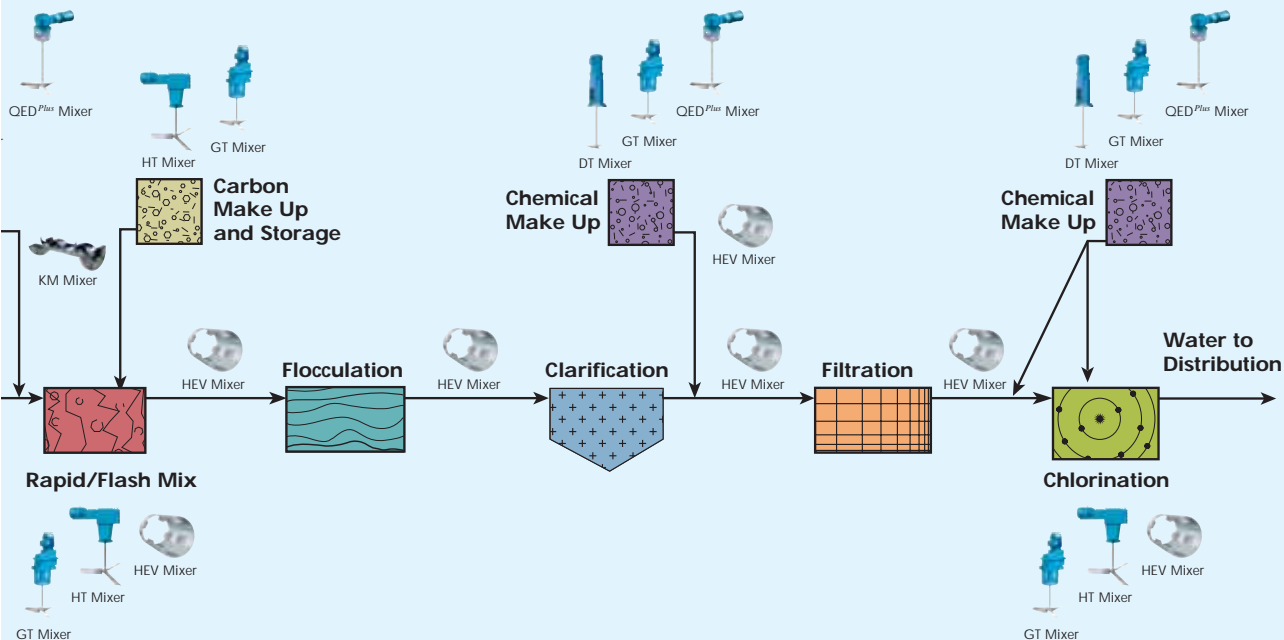 QEDPlus Mixer
HT Mixer
GT Mixer
DT Mixer
GT Mixer
QEDPlus Mixer
DT Mixer
GT Mixer
QEDPlus Mixer
Carbon
Make Up
and Storage
Chemical
Make Up
Chemical
Make Up
KM Mixer
HEV Mixer
HEV Mixer
Flocculation
HEV Mixer
Clarification
HEV Mixer
Filtration
HEV Mixer
Water to
Distribution
Rapid/Flash Mix
Chlorination
GT Mixer
HT Mixer
HEV Mixer
GT Mixer
HT Mixer
HEV Mixer